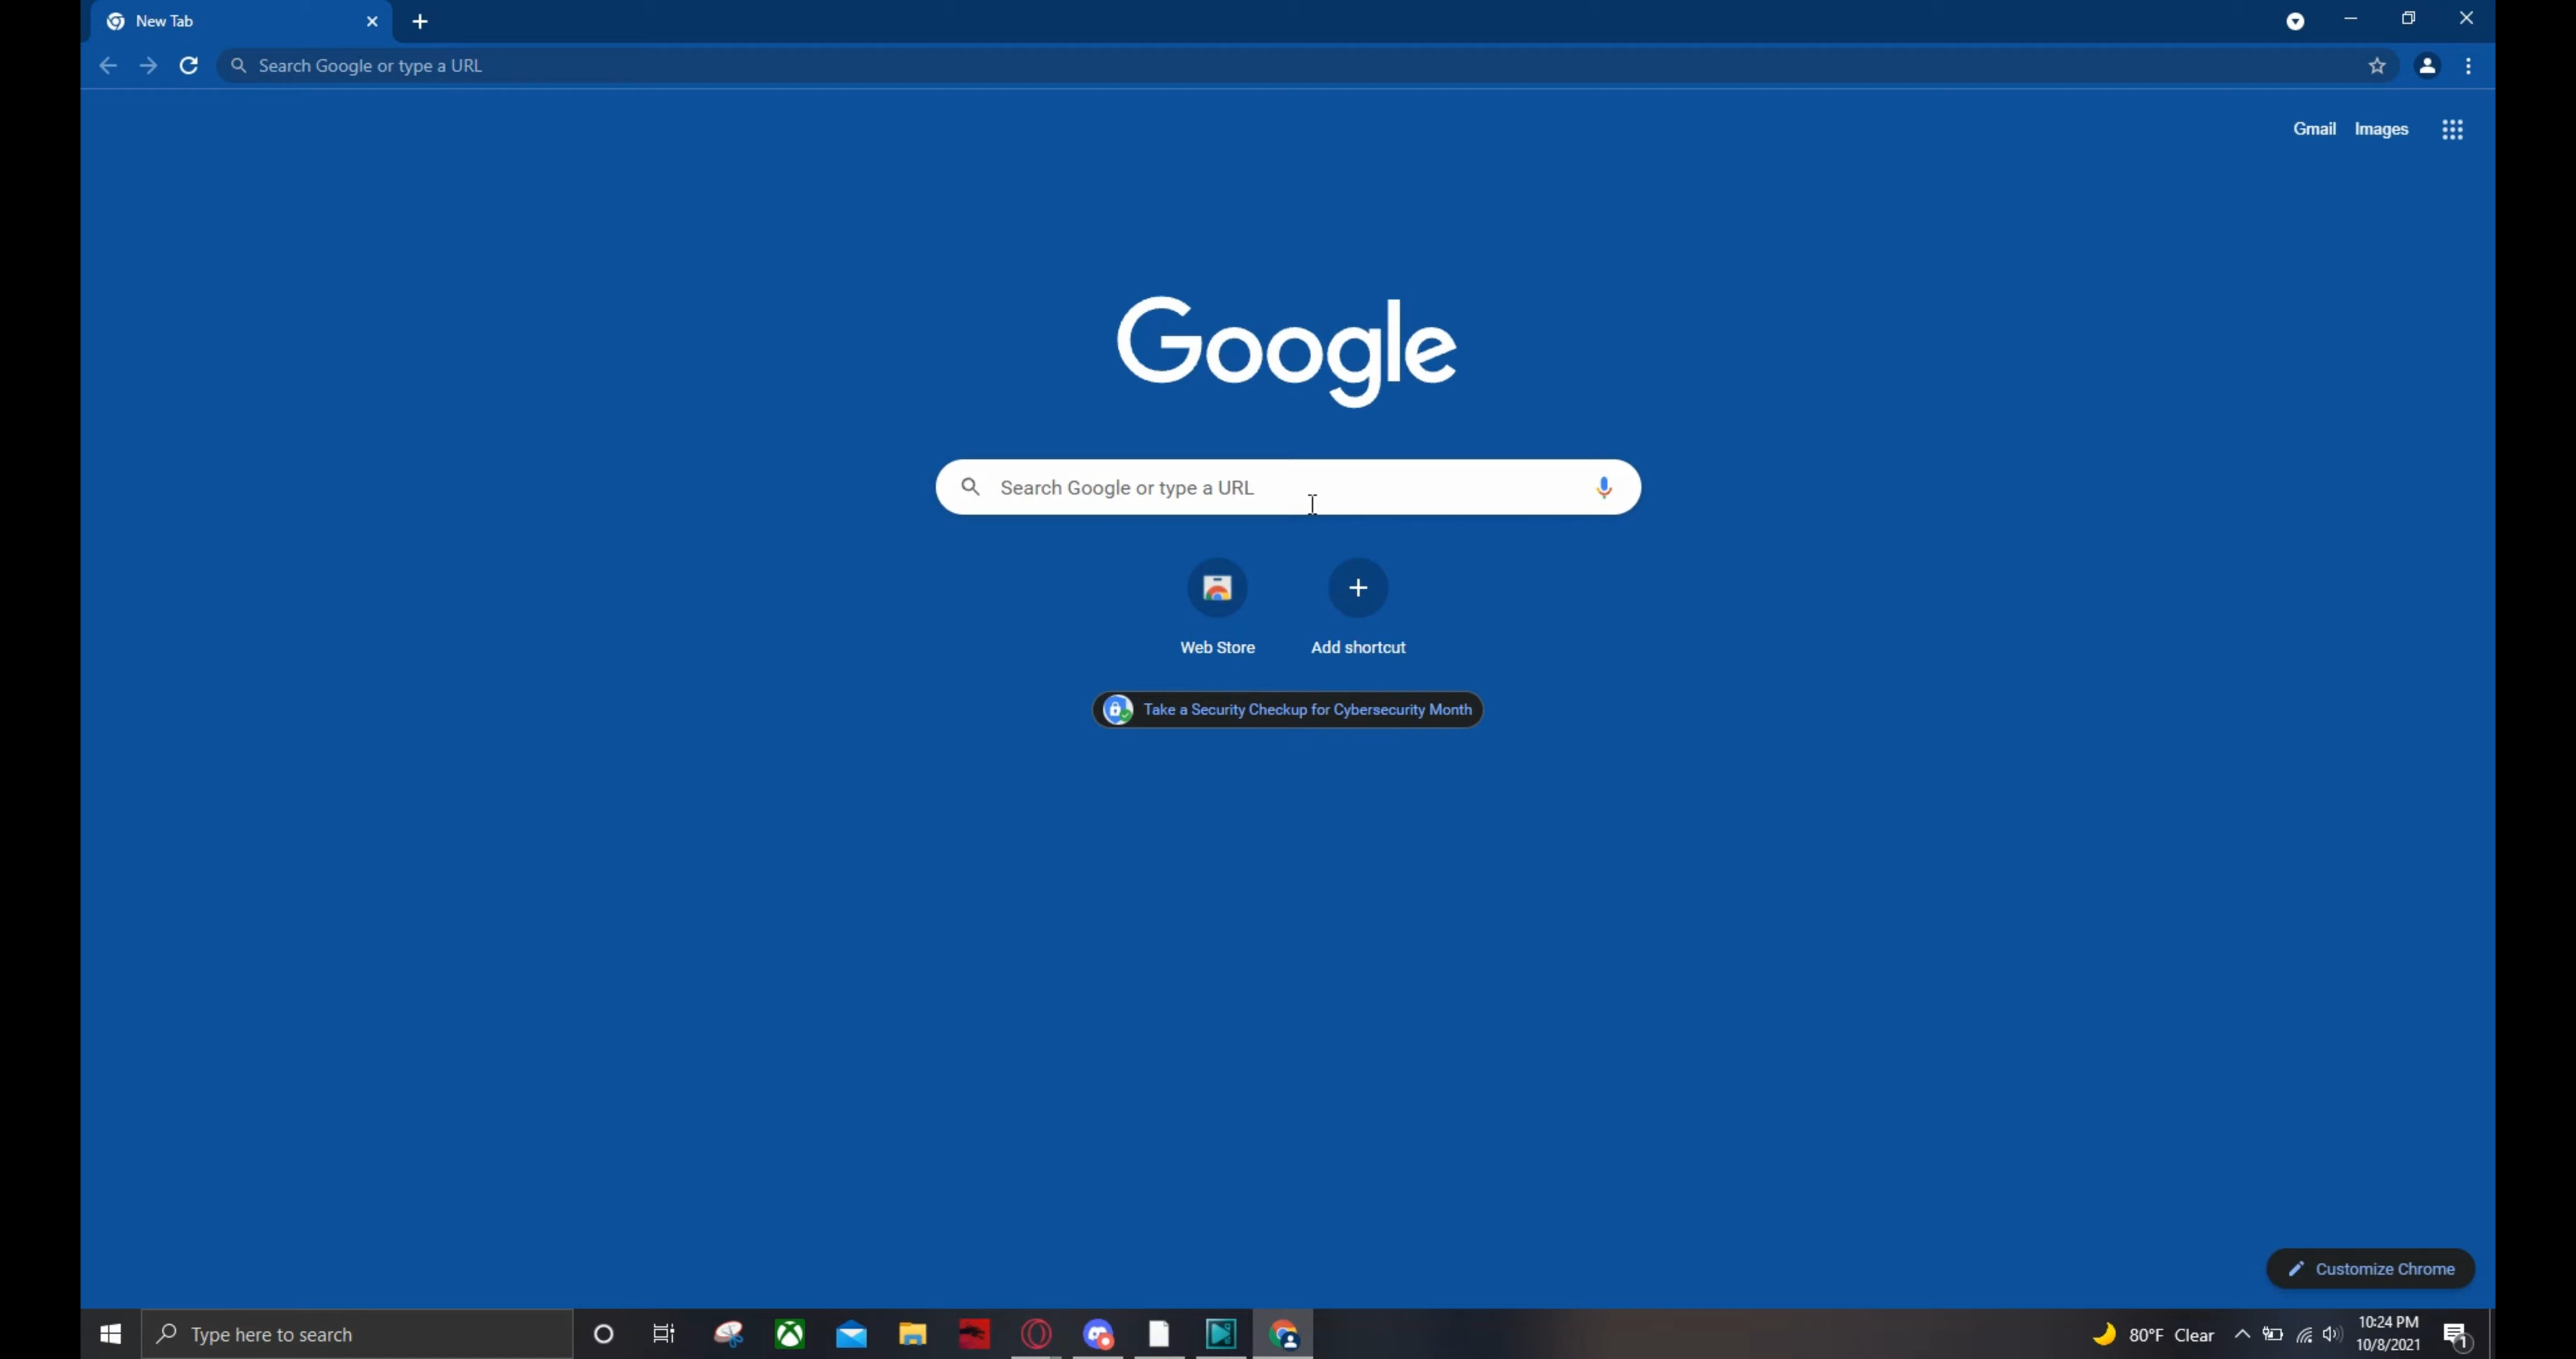 New Tab
Search Google or type a URL
Gmail Images
Google
Search Google or type a URL
Web Store Add shortcut
Take a Security Checkup for Cybersecurity Month
Customize Chrome
Type here to search
80°F Clear
10:24 PM
10/8/2021
1